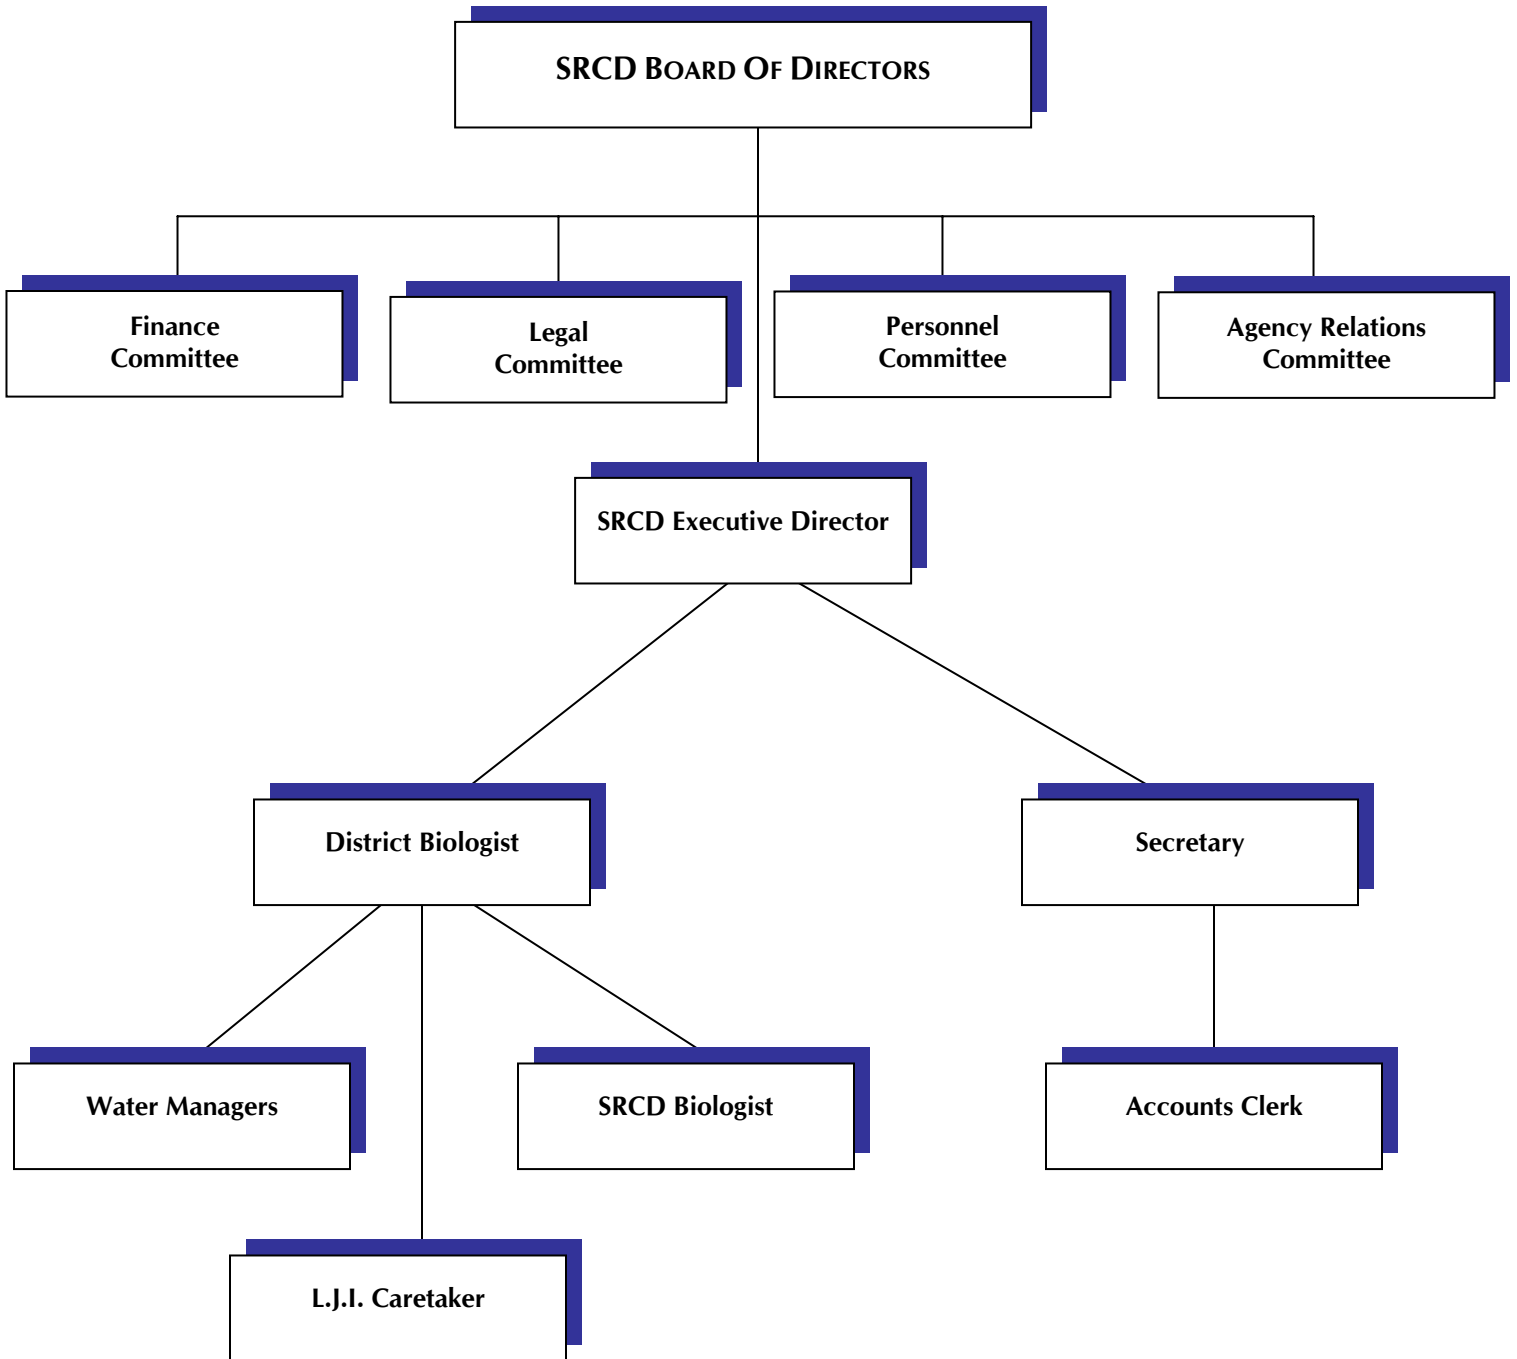 SRCD BOARD OF DIRECTORS
Finance
Committee
Legal
Committee
Personnel
Committee
Agency Relations
Committee
SRCD Executive Director
District Biologist
Secretary
Water Managers
SRCD Biologist
Accounts Clerk
L.J.I. Caretaker